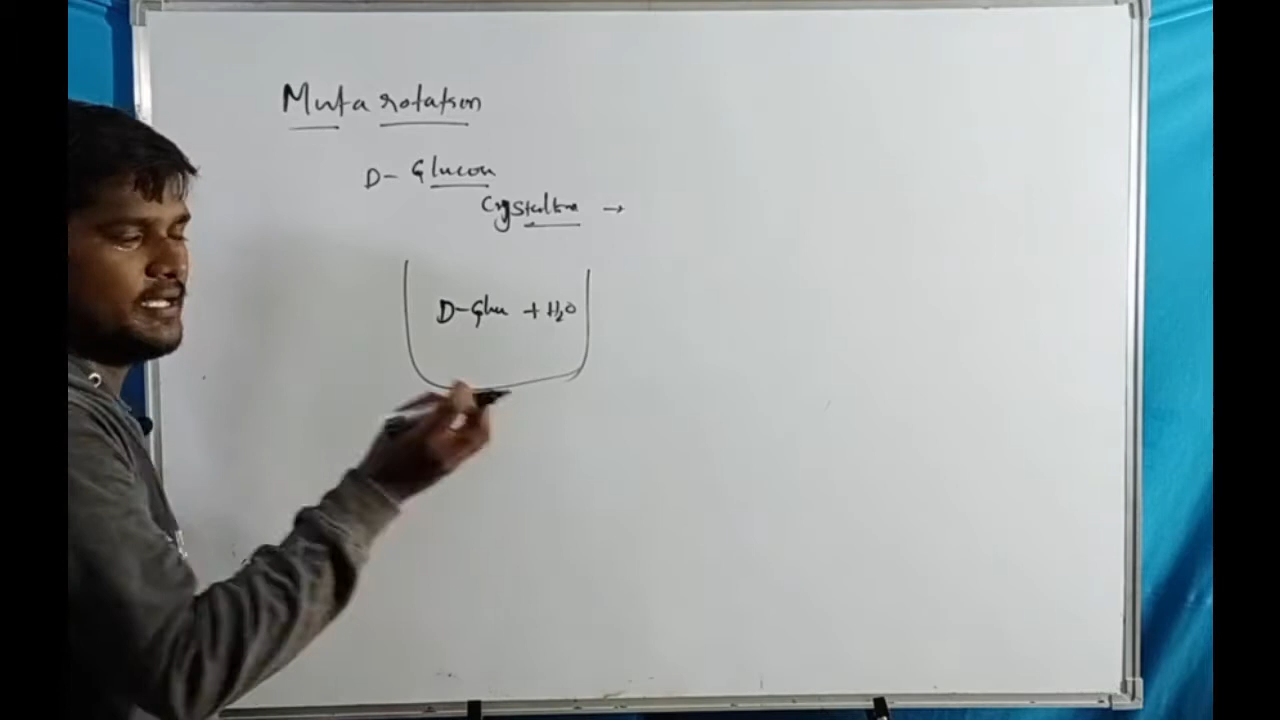 Muta rotation
D- Glucose
Crystalline →
D-Glu + H₂O